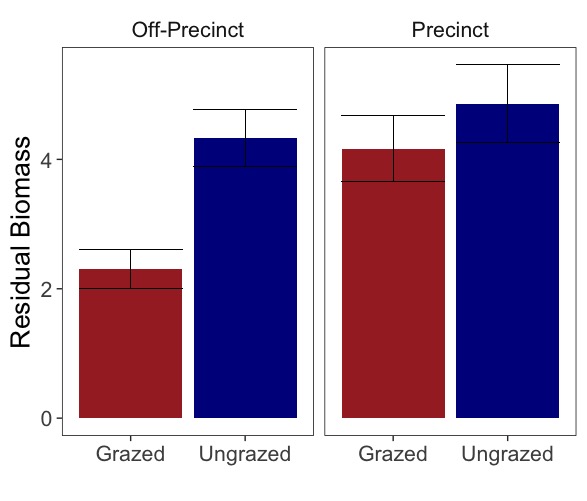 Off-Precinct
Precinct
Residual Biomass
4
2
0
Grazed
Ungrazed
Grazed
Ungrazed